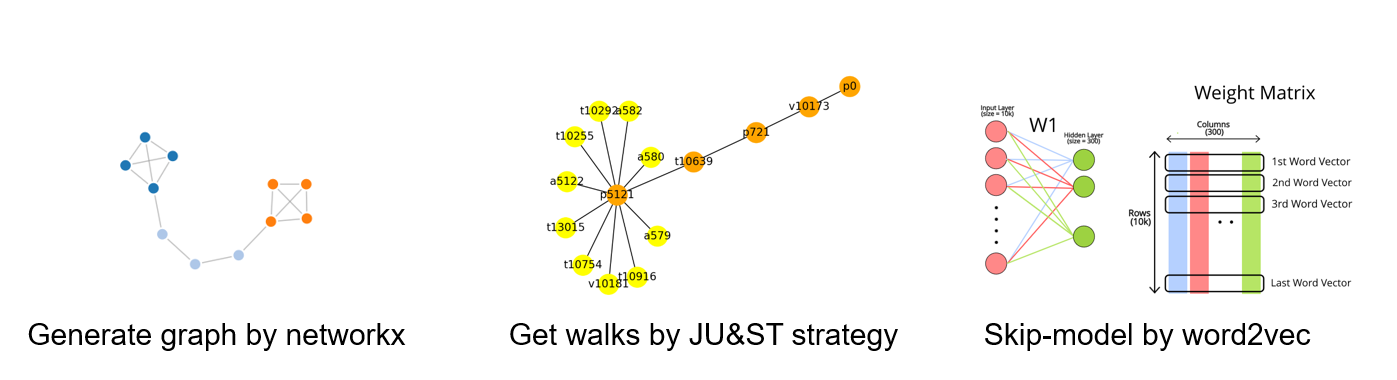 t10292
a582
t10255
a580
a5122
p5121
t13015
a579
t10754
t10916
v10181
t10639
p721
v10173
p0
Input Layer
(size = 10k)
W1
Hidden Layer
(size = 300)
Weight Matrix
Columns
(300)
Rows
(10k)
1st Word Vector
2nd Word Vector
3rd Word Vector
Last Word Vector
Generate graph by networkx
Get walks by JU&ST strategy
Skip-model by word2vec